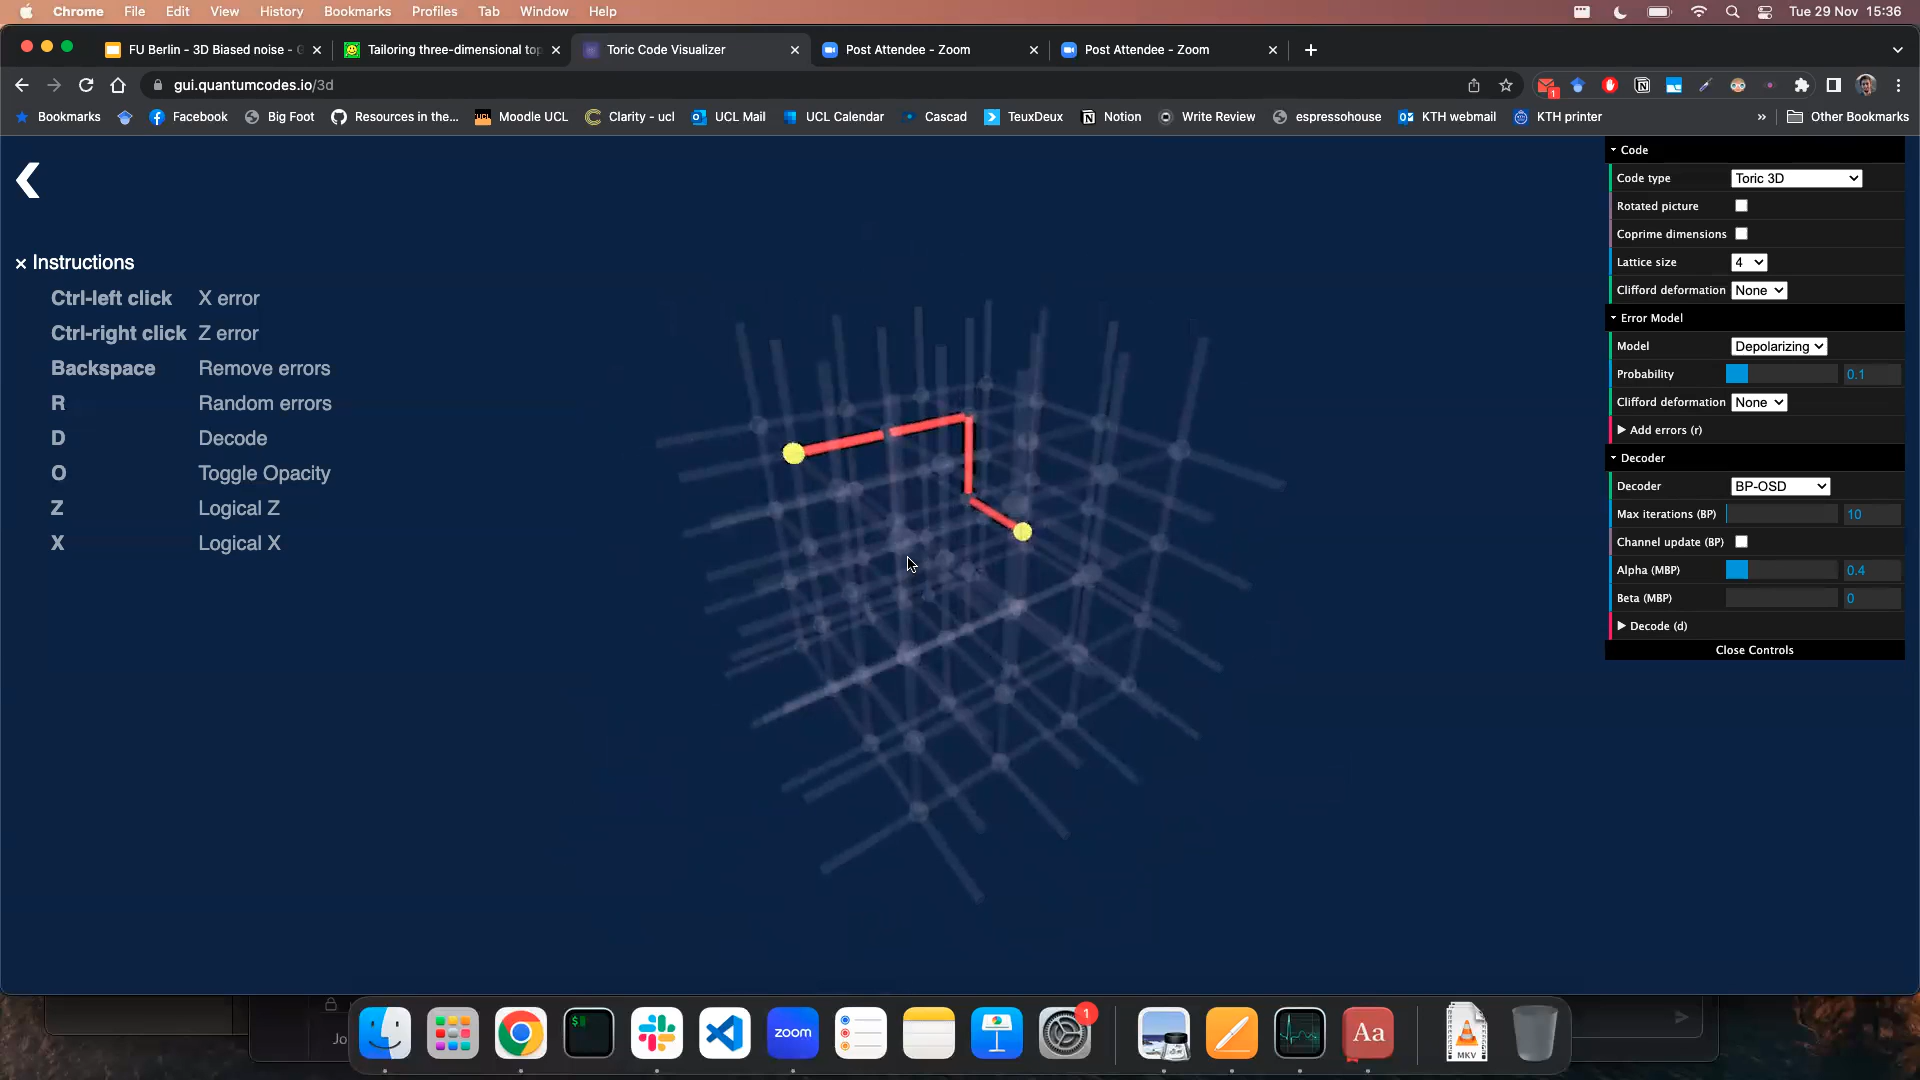 Chrome File Edit View History Bookmarks Profiles Tab Window Help Tue 29 Nov 15:36
FU Berlin - 3D Biased noise - Tailoring three-dimensional top Toric Code Visualizer Post Attendee - Zoom Post Attendee - Zoom
gui.quantumcodes.io/3d
1
Bookmarks Facebook Big Foot Resources in the... UCL Moodle UCL Clarity - ucl UCL Mail UCL Calendar Cascad TeuxDeux Notion Write Review espressohouse KTH webmail KTH printer » Other Bookmarks
Code
Code type Toric 3D
Rotated picture
Coprime dimensions
Lattice size 4
Clifford deformation None
Error Model
Model Depolarizing
Probability 0.1
Clifford deformation None
Add errors (r)
Decoder
Decoder BP-OSD
Max iterations (BP) 10
Channel update (BP)
Alpha (MBP) 0.4
Beta (MBP) 0
Decode (d)
Close Controls
× Instructions
Ctrl-left click X error
Ctrl-right click Z error
Backspace Remove errors
R Random errors
D Decode
O Toggle Opacity
Z Logical Z
X Logical X
Jo
$
zoom
1
Aa
MKV